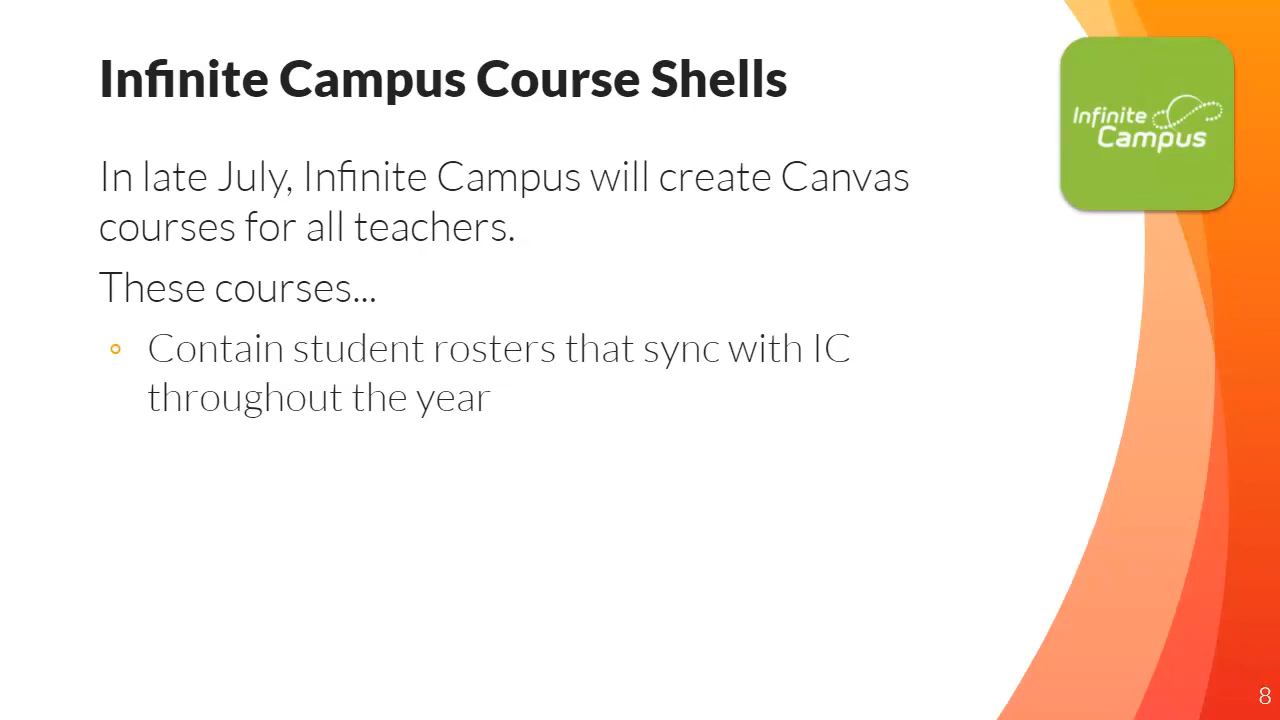 Infinite Campus Course Shells
Infinite
Campus
In late July, Infinite Campus will create Canvas
courses for all teachers.
These courses...
Contain student rosters that sync with IC
throughout the year
8